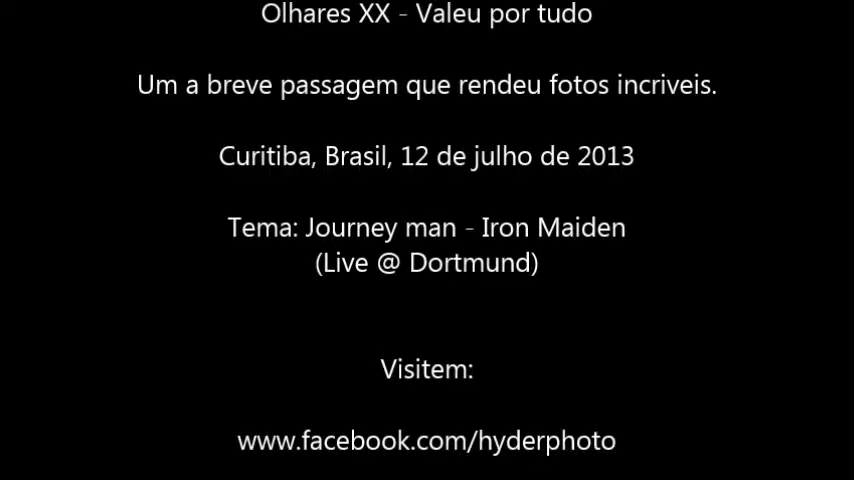 Olhares XX - Valeu por tudo
Um a breve passagem que rendeu fotos incriveis.
Curitiba, Brasil, 12 de julho de 2013
Tema: Journey man - Iron Maiden
(Live @ Dortmund)
Visitem:
www.facebook.com/hyderphoto